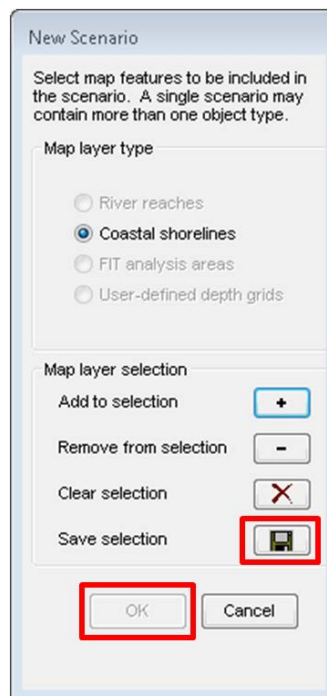 New Scenario
Select map features to be included in
the scenario. A single scenario may
contain more than one object type.
Map layer type
River reaches
Coastal shorelines
FIT analysis areas
User-defined depth grids
Map layer selection
Add to selection
+
Remove from selection
-
Clear selection
Save selection
OK
Cancel